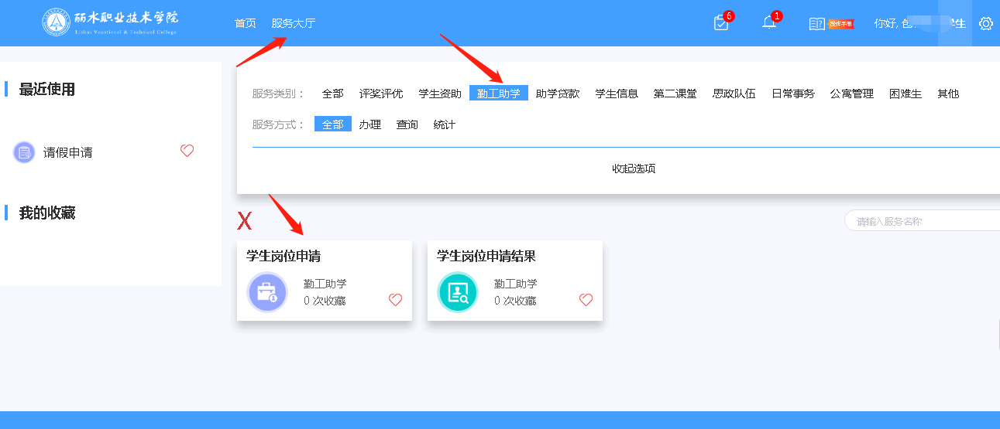 丽水职业技术学院
Lishui Vocational & Technical College
首页 服务大厅
6
1
操作手册
你好, 包 学生
最近使用
请假申请
我的收藏
服务类别： 全部 评奖评优 学生资助 勤工助学 助学贷款 学生信息 第二课堂 思政队伍 日常事务 公寓管理 困难生 其他
服务方式： 全部 办理 查询 统计
收起选项
X
请输入服务名称
学生岗位申请
勤工助学
0 次收藏
学生岗位申请结果
勤工助学
0 次收藏